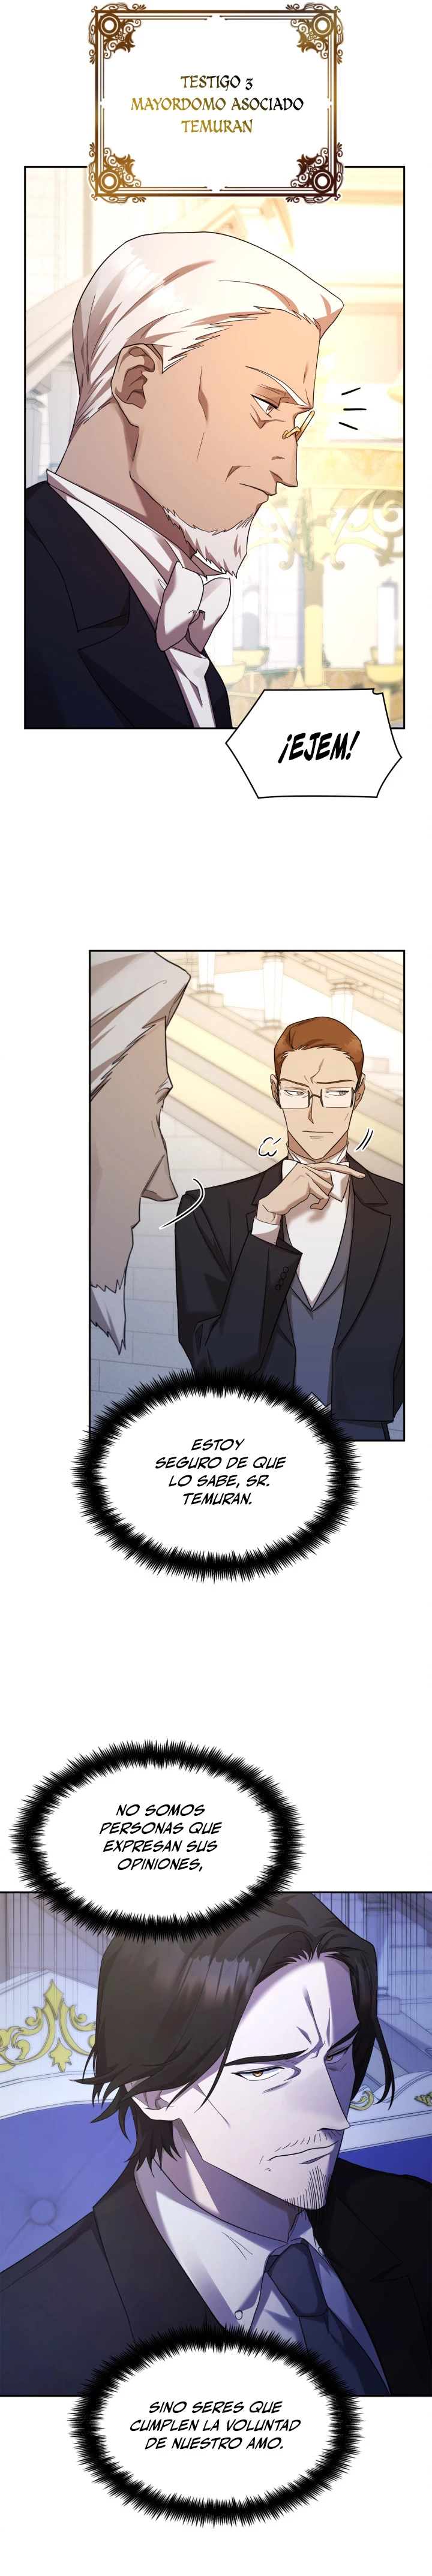 TESTIGO 3
MAYORDOMO ASOCIADO
TEMURAN
¡EJEM!
ESTOY
SEGURO DE QUE
LO SABE, SR.
TEMURAN.
NO SOMOS
PERSONAS QUE
EXPRESAN SUS
OPINIONES,
SINO SERES QUE
CUMPLEN LA VOLUNTAD
DE NUESTRO AMO.